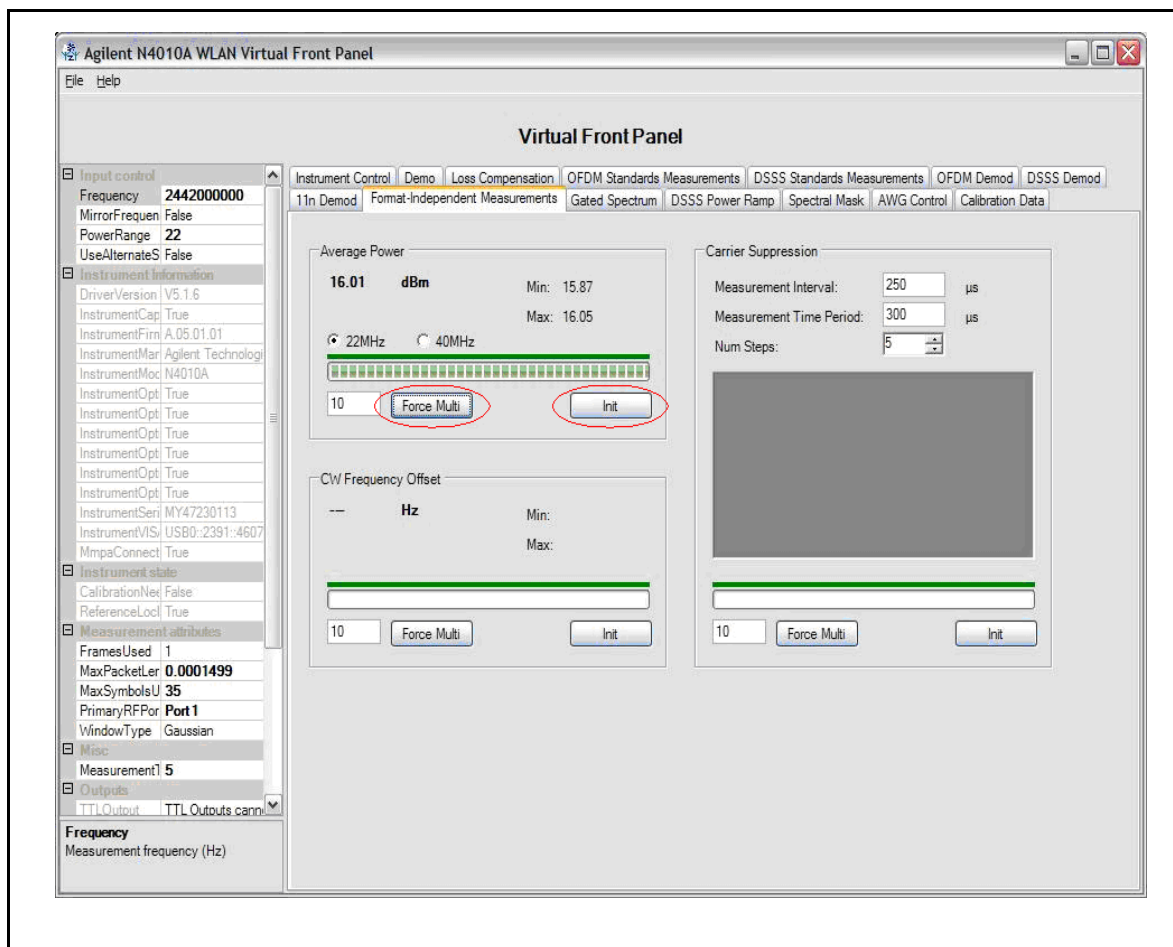 Agilent N4010A WLAN Virtual Front Panel
File Help
Virtual Front Panel
Input control
Frequency 2442000000
MirrorFrequen False
PowerRange 22
UseAlternateS False
Instrument Information
DriverVersion V5.1.6
InstrumentCap True
InstrumentFirn A.05.01.01
InstrumentMar Agilent Technologi
InstrumentMoc N4010A
InstrumentOpt True
InstrumentOpt True
InstrumentOpt True
InstrumentOpt True
InstrumentOpt True
InstrumentOpt True
InstrumentSeri MY47230113
InstrumentVIS/ USB0::2391::4607
MmpaConnect True
Instrument state
CalibrationNee False
ReferenceLocl True
Measurement attributes
FramesUsed 1
MaxPacketLer 0.0001499
MaxSymbolsU 35
PrimaryRFPor Port1
WindowType Gaussian
Misc
MeasurementT 5
Outputs
TTLOutput TTL Outputs canno
Frequency
Measurement frequency (Hz)
Instrument Control Demo Loss Compensation OFDM Standards Measurements DSSS Standards Measurements OFDM Demod DSSS Demod
11n Demod Format-Independent Measurements Gated Spectrum DSSS Power Ramp Spectral Mask AWG Control Calibration Data
Average Power
16.01 dBm Min: 15.87
Max: 16.05
22MHz 40MHz
10 Force Multi Init
CW Frequency Offset
--- Hz Min:
Max:
10 Force Multi Init
Carrier Suppression
Measurement Interval: 250 µs
Measurement Time Period: 300 µs
Num Steps: 5
10 Force Multi Init